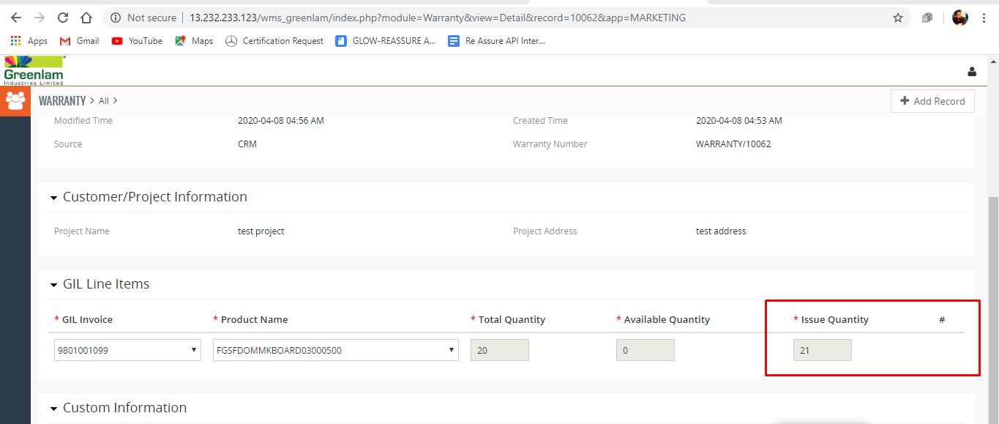 Not secure | 13.232.233.123/wms_greenlam/index.php?module=Warranty&view=Detail&record=10062&app=MARKETING
Apps Gmail YouTube Maps Certification Request GLOW-REASSURE A... Re Assure API Inter...
Greenlam
Industries Limited
WARRANTY > All > + Add Record
Modified Time 2020-04-08 04:56 AM Created Time 2020-04-08 04:53 AM
Source CRM Warranty Number WARRANTY/10062
Customer/Project Information
Project Name test project Project Address test address
GIL Line Items
* GIL Invoice * Product Name * Total Quantity * Available Quantity * Issue Quantity #
9801001099 FGSFDOMMKBOARD03000500 20 0 21
Custom Information